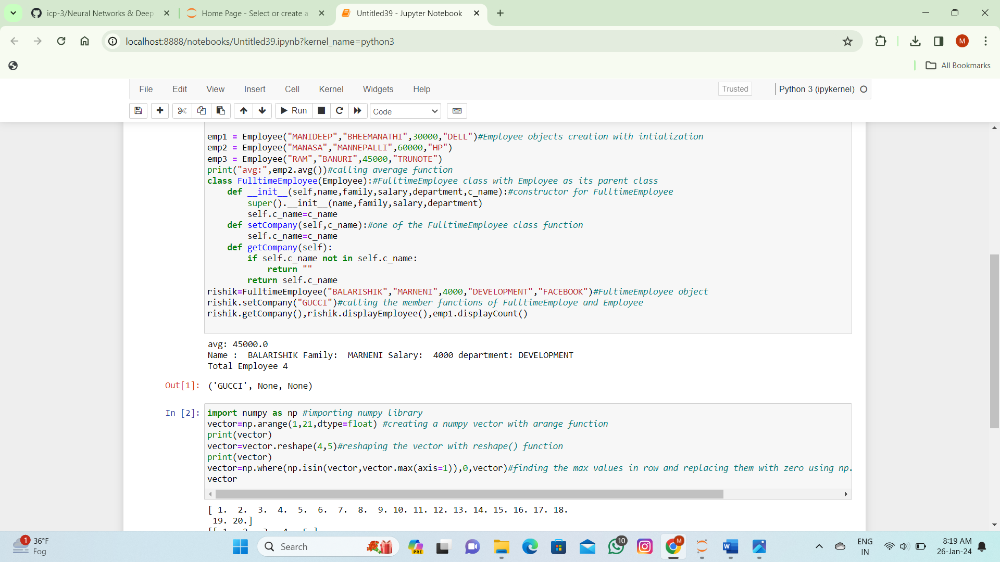 icp-3/Neural Networks & Deep
Home Page - Select or create a
Untitled39 - Jupyter Notebook
localhost:8888/notebooks/Untitled39.ipynb?kernel_name=python3
M
All Bookmarks
File Edit View Insert Cell Kernel Widgets Help
Trusted
Python 3 (ipykernel)
Run
Code
emp1 = Employee("MANIDEEP","BHEEMANATHI",30000,"DELL")#Employee objects creation with intialization
emp2 = Employee("MANASA","MANNEPALLI",60000,"HP")
emp3 = Employee("RAM","BANURI",45000,"TRUNOTE")
print("avg:",emp2.avg())#calling average function
class FulltimeEmployee(Employee):#FulltimeEmployee class with Employee as its parent class
    def __init__(self,name,family,salary,department,c_name):#constructor for FulltimeEmployee
        super().__init__(name,family,salary,department)
        self.c_name=c_name
    def setCompany(self,c_name):#one of the FulltimeEmployee class function
        self.c_name=c_name
    def getCompany(self):
        if self.c_name not in self.c_name:
            return ""
        return self.c_name
rishik=FulltimeEmployee("BALARISHIK","MARNENI",4000,"DEVELOPMENT","FACEBOOK")#FultimeEmployee object
rishik.setCompany("GUCCI")#calling the member functions of FulltimeEmploye and Employee
rishik.getCompany(),rishik.displayEmployee(),emp1.displayCount()
avg: 45000.0
Name :  BALARISHIK Family:  MARNENI Salary:  4000 department: DEVELOPMENT
Total Employee 4
Out[1]: ('GUCCI', None, None)
In [2]: import numpy as np #importing numpy library
vector=np.arange(1,21,dtype=float) #creating a numpy vector with arange function
print(vector)
vector=vector.reshape(4,5)#reshaping the vector with reshape() function
print(vector)
vector=np.where(np.isin(vector,vector.max(axis=1)),0,vector)#finding the max values in row and replacing them with zero using np.
vector
[ 1.  2.  3.  4.  5.  6.  7.  8.  9. 10. 11. 12. 13. 14. 15. 16. 17. 18.
 19. 20.]
1
36°F
Fog
Search
PRE
10
M
ENG
IN
8:19 AM
26-Jan-24